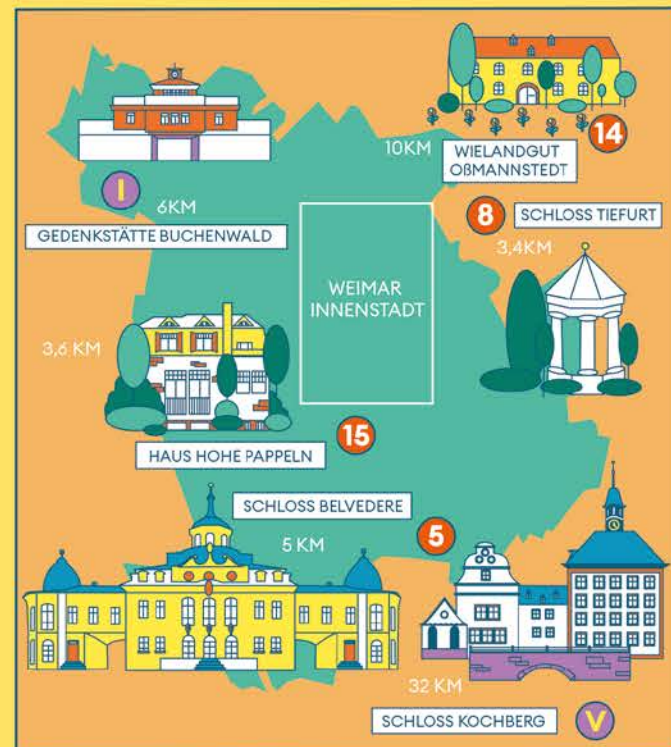 10KM
WIELANDGUT
OßMANNSTEDT
14
I
6KM
GEDENKSTÄTTE BUCHENWALD
8
SCHLOSS TIEFURT
3,4KM
WEIMAR
INNENSTADT
3,6 KM
15
HAUS HOHE PAPPELN
SCHLOSS BELVEDERE
5 KM
5
32 KM
SCHLOSS KOCHBERG
V